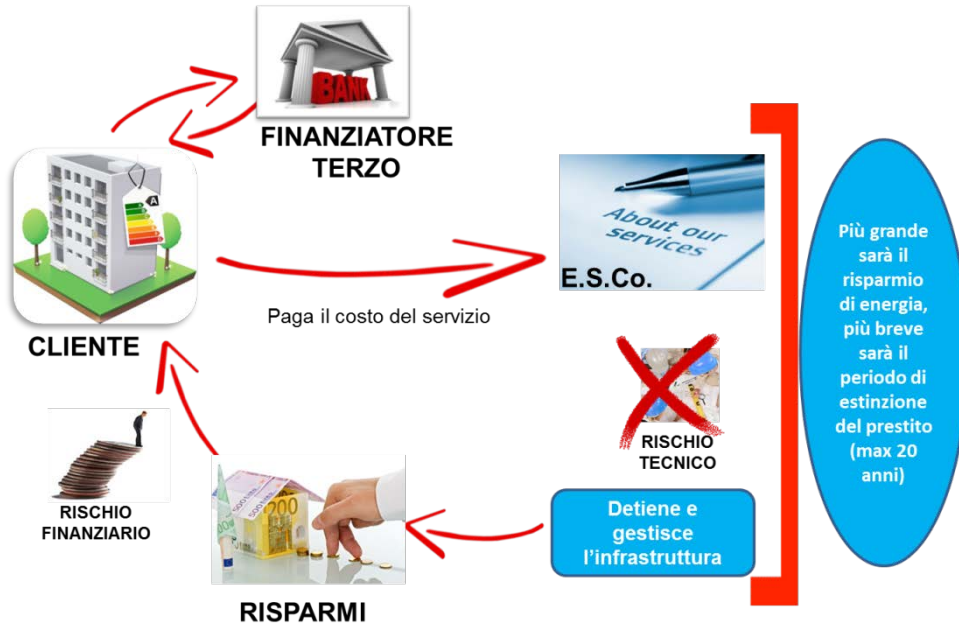 BANK
FINANZIATORE
TERZO
A
CLIENTE
Paga il costo del servizio
About our
services
E.S.Co.
RISCHIO
TECNICO
Detiene e
gestisce
l'infrastruttura
RISCHIO
FINANZIARIO
200
RISPARMI
Più grande
sarà il
risparmio
di energia,
più breve
sarà il
periodo di
estinzione
del prestito
(max 20
anni)